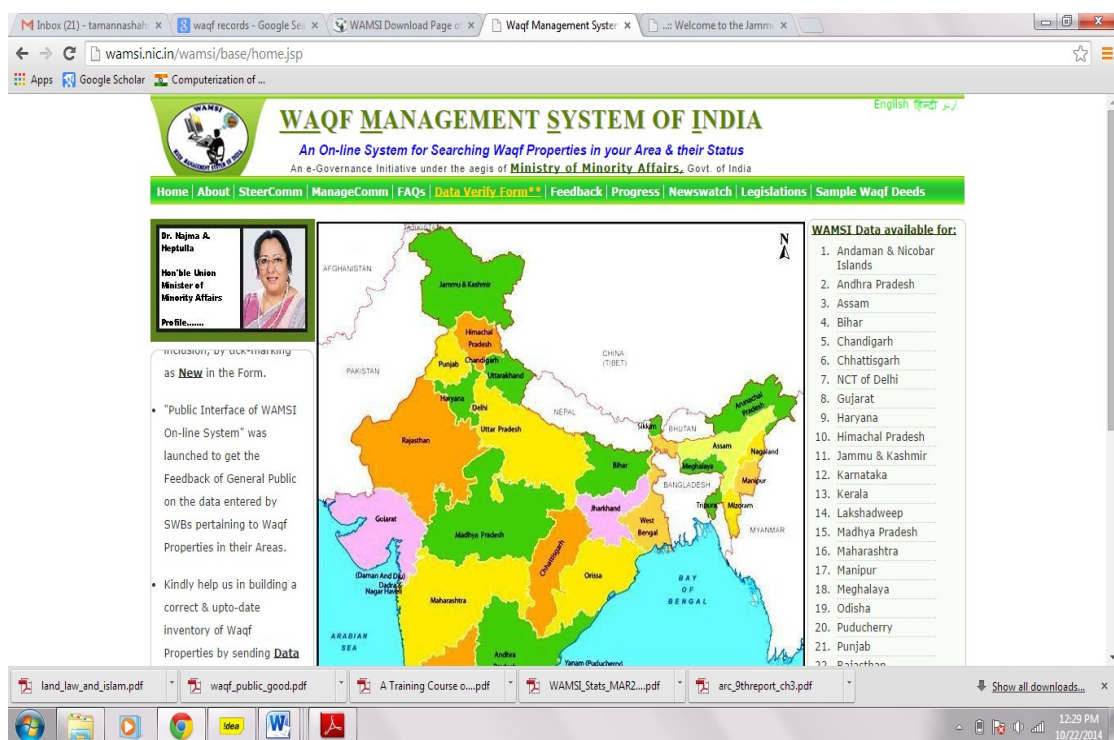 Inbox (21) - tamannashah
waqf records - Google Sea
WAMSI Download Page o
Waqf Management Syster
..:: Welcome to the Jamm
wamsi.nic.in/wamsi/base/home.jsp
Apps Google Scholar Computerization of ...
WAMSI
English हिन्दी اردو
WAQF MANAGEMENT SYSTEM OF INDIA
An On-line System for Searching Waqf Properties in your Area & their Status
An e-Governance Initiative under the aegis of Ministry of Minority Affairs, Govt. of India
Home | About | SteerComm | ManageComm | FAQs | Data Verify Form** | Feedback | Progress | Newswatch | Legislations | Sample Waqf Deeds
Dr. Najma A.
Heptulla
Hon'ble Union
Minister of
Minority Affairs
Profile.......
inclusion, by tick-marking
as New in the Form.
• "Public Interface of WAMSI
On-line System" was
launched to get the
Feedback of General Public
on the data entered by
SWBs pertaining to Waqf
Properties in their Areas.
• Kindly help us in building a
correct & upto-date
inventory of Waqf
Properties by sending Data
N
AFGHANISTAN
Jammu & Kashmir
Himachal
Pradesh
CHINA
(TIBET)
PAKISTAN
Punjab
Chandigarh
Uttarakhand
Haryana
Delhi
NEPAL
Arunachal
Pradesh
Sikkim
BHUTAN
Rajasthan
Uttar Pradesh
Assam
Nagaland
Bihar
Meghalaya
BANGLADESH
Manipur
Tripura
Mizoram
Gujarat
Madhya Pradesh
Jharkhand
West
Bengal
MYANMAR
Chhattisgarh
(Daman And Diu)
Dadra &
Nagar Haveli
Orissa
Maharashtra
BAY
OF
BENGAL
ARABIAN
SEA
Andhra
Yanam (Puducherry)
WAMSI Data available for:
1. Andaman & Nicobar
Islands
2. Andhra Pradesh
3. Assam
4. Bihar
5. Chandigarh
6. Chhattisgarh
7. NCT of Delhi
8. Gujarat
9. Haryana
10. Himachal Pradesh
11. Jammu & Kashmir
12. Karnataka
13. Kerala
14. Lakshadweep
15. Madhya Pradesh
16. Maharashtra
17. Manipur
18. Meghalaya
19. Odisha
20. Puducherry
21. Punjab
22. Rajasthan
land_law_and_islam.pdf
waqf_public_good.pdf
A Training Course o....pdf
WAMSI_Stats_MAR2....pdf
arc_9threport_ch3.pdf
Show all downloads...
!dea
12:29 PM
10/22/2014